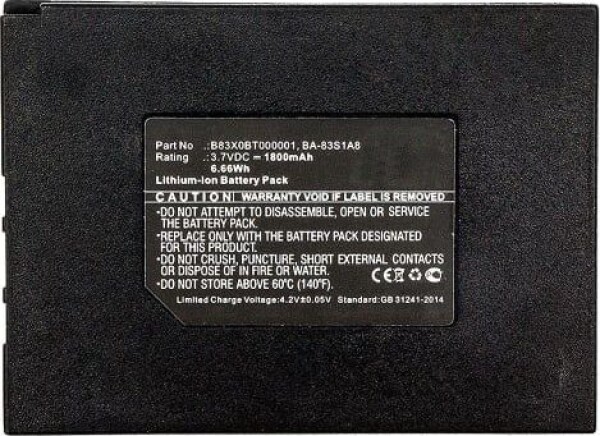 Part No .:B83X0BT000001, BA-83S1A8
Rating .: 3.7VDC ⎓ 1800mAh
6.66Wh
Lithium-Ion Battery Pack
CAUTION! WARRANTY VOID IF LABEL IS REMOVED
•DO NOT ATTEMPT TO DISASSEMBLE, OPEN OR SERVICE
THE BATTERY PACK.
•REPLACE ONLY WITH THE BATTERY PACK DESIGNATED
FOR THIS PRODUCT.
•DO NOT CRUSH, PUNCTURE, SHORT EXTERNAL CONTACTS
OR DISPOSE OF IN FIRE OR WATER.
•DO NOT STORE ABOVE 60°C (140°F).
CE
Limited Charge Voltage:4.2V±0.05V Standard:GB 31241-2014